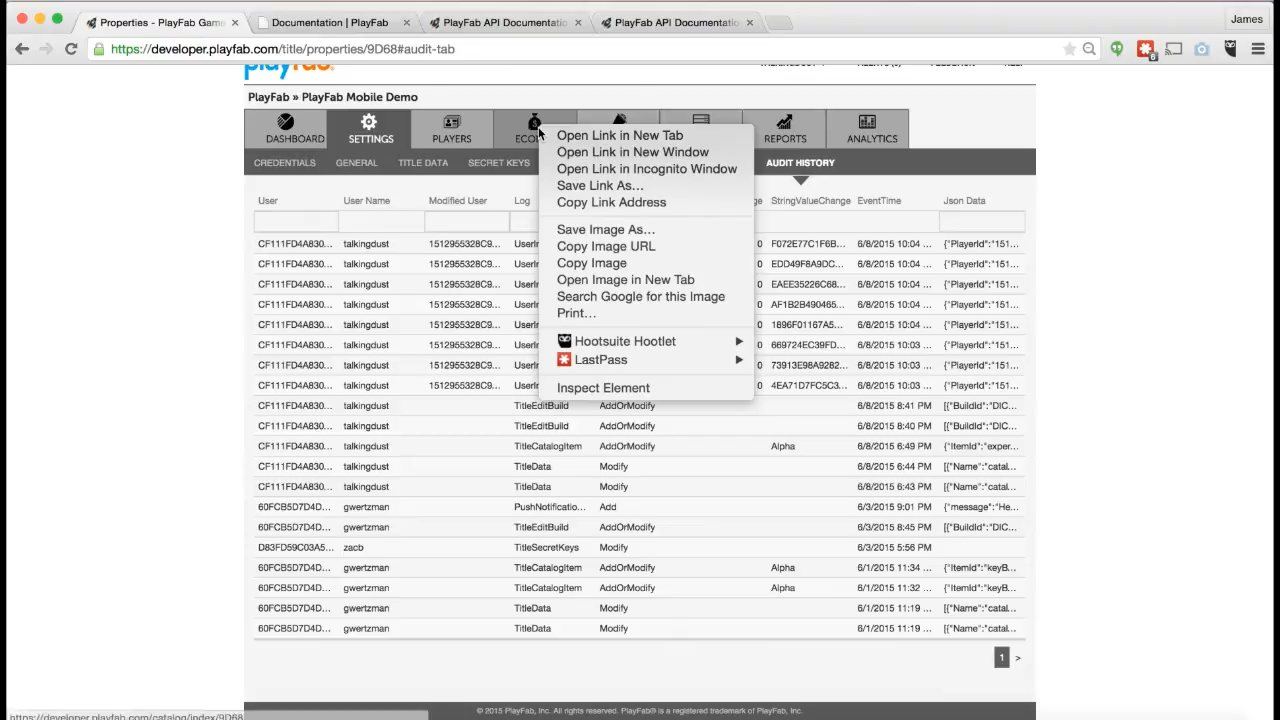 Properties - PlayFab Gam
Documentation | PlayFab
PlayFab API Documentatio
PlayFab API Documentatio
James
https://developer.playfab.com/title/properties/9D68#audit-tab
6
playfab
PlayFab » PlayFab Mobile Demo
DASHBOARD
SETTINGS
PLAYERS
ECO
REPORTS
ANALYTICS
CREDENTIALS GENERAL TITLE DATA SECRET KEYS AUDIT HISTORY
Open Link in New Tab
Open Link in New Window
Open Link in Incognito Window
Save Link As...
Copy Link Address
Save Image As...
Copy Image URL
Copy Image
Open Image in New Tab
Search Google for this Image
Print...
Hootsuite Hootlet
LastPass
Inspect Element
User User Name Modified User Log ge StringValueChange EventTime Json Data
CF111FD4A830... talkingdust 1512955328C9... UserIn 0 F072E77C1F6B... 6/8/2015 10:04 ... {"PlayerId":"151...
CF111FD4A830... talkingdust 1512955328C9... UserIn 0 EDD49F8A9DC... 6/8/2015 10:04 ... {"PlayerId":"151...
CF111FD4A830... talkingdust 1512955328C9... UserIn 0 EAEE35226C68... 6/8/2015 10:04 ... {"PlayerId":"151...
CF111FD4A830... talkingdust 1512955328C9... UserIn 0 AF1B2B490465... 6/8/2015 10:04 ... {"PlayerId":"151...
CF111FD4A830... talkingdust 1512955328C9... UserIn 0 1896F01167A5... 6/8/2015 10:04 ... {"PlayerId":"151...
CF111FD4A830... talkingdust 1512955328C9... UserIn 0 669724EC39FD... 6/8/2015 10:03 ... {"PlayerId":"151...
CF111FD4A830... talkingdust 1512955328C9... UserIn 0 73913E98A9282... 6/8/2015 10:03 ... {"PlayerId":"151...
CF111FD4A830... talkingdust 1512955328C9... UserIn 0 4EA71D7FC5C3... 6/8/2015 10:03 ... {"PlayerId":"151...
CF111FD4A830... talkingdust TitleEditBuild AddOrModify 6/8/2015 8:41 PM [{"BuildId":"DIC...
CF111FD4A830... talkingdust TitleEditBuild AddOrModify 6/8/2015 8:40 PM [{"BuildId":"DIC...
CF111FD4A830... talkingdust TitleCatalogItem AddOrModify Alpha 6/8/2015 6:49 PM {"ItemId":"exper...
CF111FD4A830... talkingdust TitleData Modify 6/8/2015 6:44 PM [{"Name":"catal...
CF111FD4A830... talkingdust TitleData Modify 6/8/2015 6:43 PM [{"Name":"catal...
60FCB5D7D4D... gwertzman PushNotificatio... Add 6/3/2015 9:01 PM {"message":"He...
60FCB5D7D4D... gwertzman TitleEditBuild AddOrModify 6/3/2015 8:45 PM [{"BuildId":"DIC...
D83FD59C03A5... zacb TitleSecretKeys Modify 6/3/2015 5:56 PM
60FCB5D7D4D... gwertzman TitleCatalogItem AddOrModify Alpha 6/1/2015 11:34 ... {"ItemId":"keyB...
60FCB5D7D4D... gwertzman TitleCatalogItem AddOrModify Alpha 6/1/2015 11:32 ... {"ItemId":"keyB...
60FCB5D7D4D... gwertzman TitleData Modify 6/1/2015 11:19 ... [{"Name":"catal...
60FCB5D7D4D... gwertzman TitleData Modify 6/1/2015 11:19 ... [{"Name":"catal...
1 >
© 2015 PlayFab, Inc. All rights reserved. PlayFab® is a registered trademark of PlayFab, Inc.
https://developer.playfab.com/catalog/index/9D68